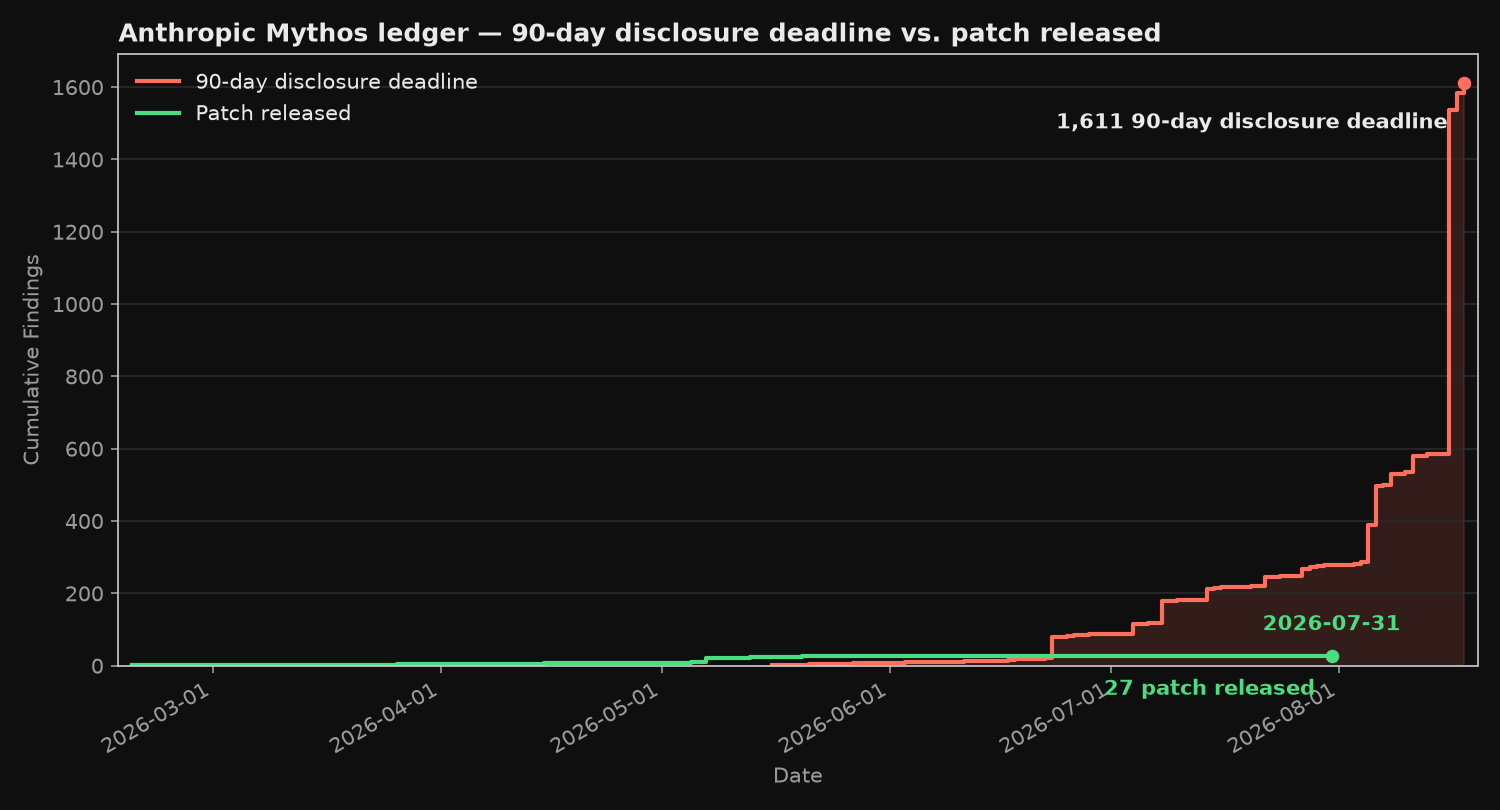 Anthropic Mythos ledger — 90-day disclosure deadline vs. patch released
90-day disclosure deadline
Patch released
1,611 90-day disclosure deadline
2026-07-31
27 patch released
Cumulative Findings
1600
1400
1200
1000
800
600
400
200
0
2026-03-01
2026-04-01
2026-05-01
2026-06-01
2026-07-01
2026-08-01
Date